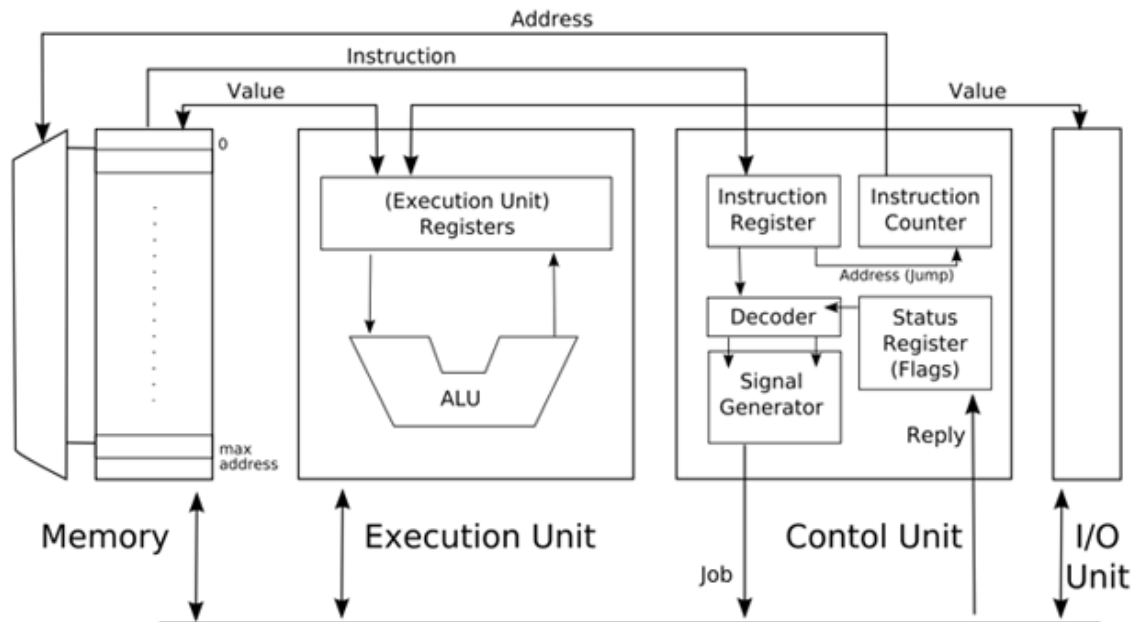 Address
Instruction
Value
Value
0
(Execution Unit)
Registers
Instruction
Register
Instruction
Counter
Address (Jump)
Decoder
Status
Register
(Flags)
ALU
Signal
Generator
Reply
max
address
Memory
Execution Unit
Contol Unit
I/O
Unit
Job